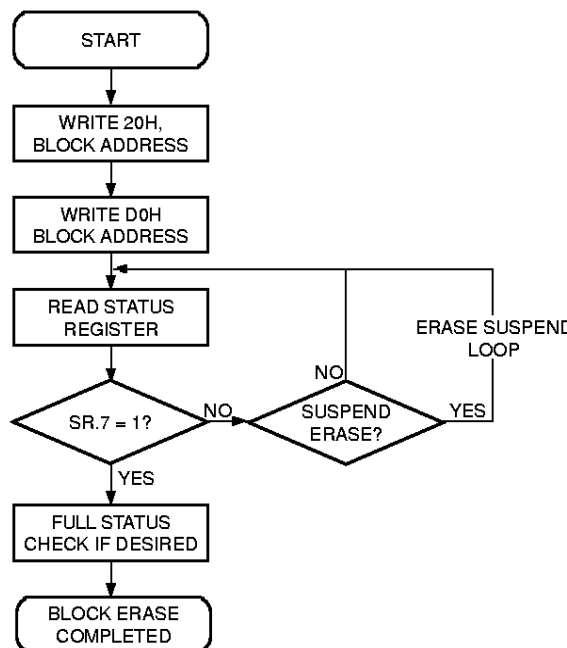 START
WRITE 20H,
BLOCK ADDRESS
WRITE D0H
BLOCK ADDRESS
READ STATUS
REGISTER
ERASE SUSPEND
LOOP
NO
SR.7 = 1?
NO
SUSPEND
ERASE?
YES
YES
FULL STATUS
CHECK IF DESIRED
BLOCK ERASE
COMPLETED